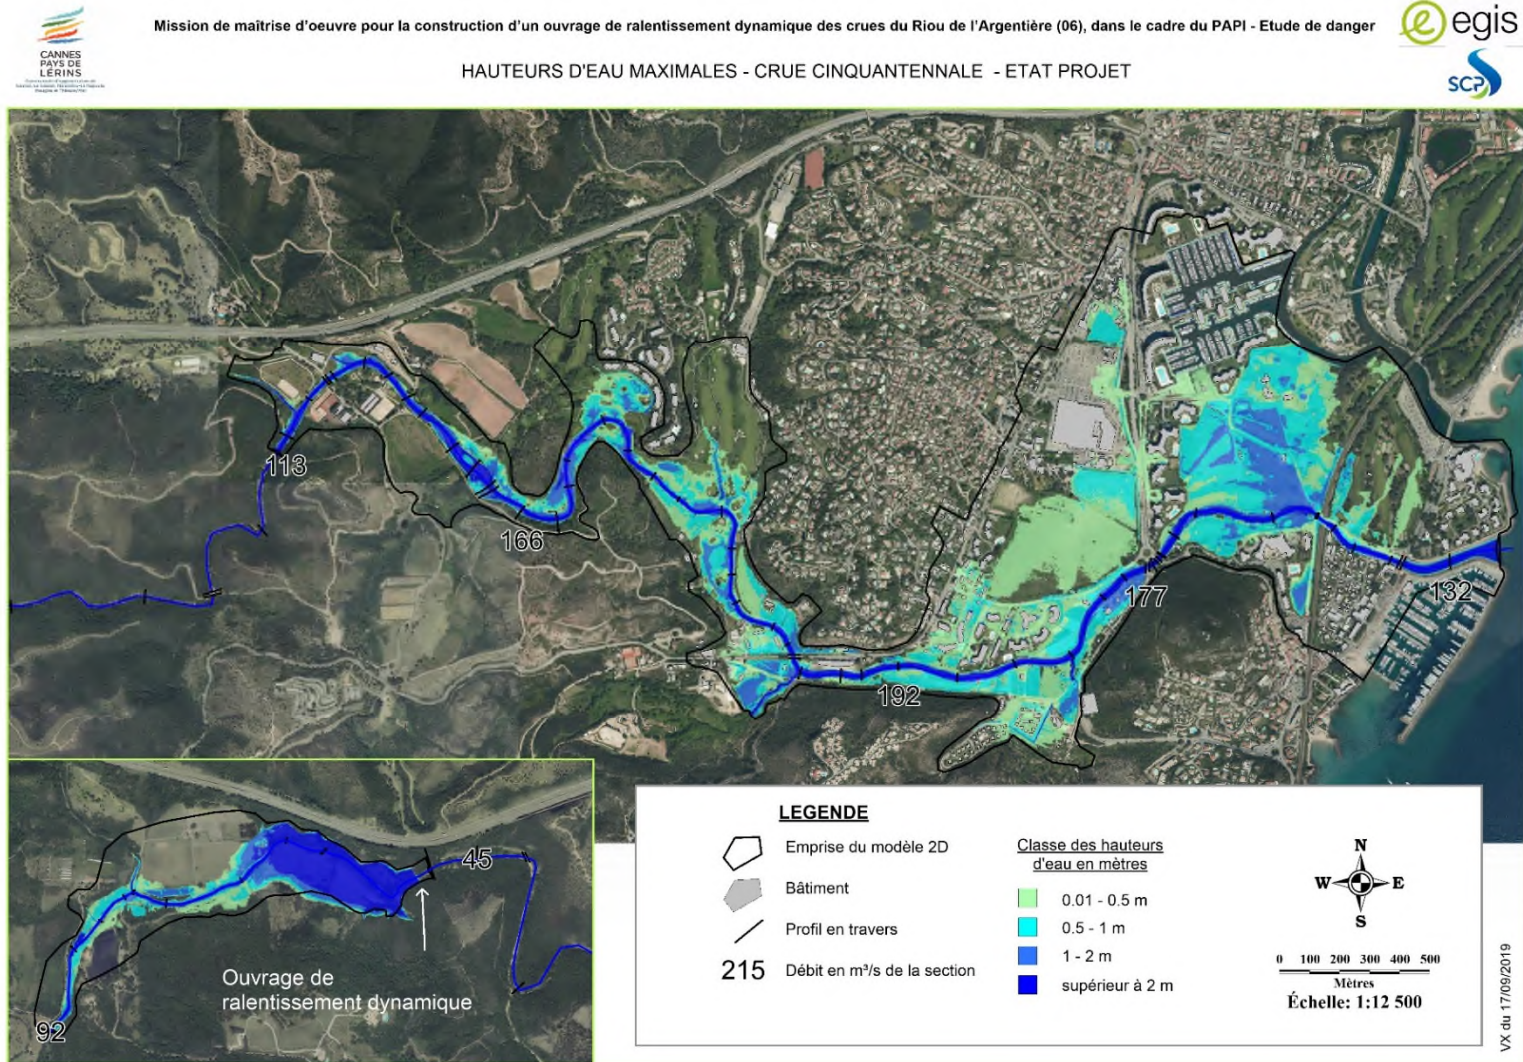 CANNES
PAYS DE
LÉRINS
Mission de maîtrise d'oeuvre pour la construction d'un ouvrage de ralentissement dynamique des crues du Riou de l'Argentière (06), dans le cadre du PAPI - Etude de danger
HAUTEURS D'EAU MAXIMALES - CRUE CINQUANTENNALE - ETAT PROJET
egis
SCP
113
166
192
177
132
45
92
Ouvrage de
ralentissement dynamique
LEGENDE
Emprise du modèle 2D
Bâtiment
Profil en travers
215 Débit en m³/s de la section
Classe des hauteurs
d'eau en mètres
0.01 - 0.5 m
0.5 - 1 m
1 - 2 m
supérieur à 2 m
N
W E
S
0 100 200 300 400 500
Mètres
Échelle: 1:12 500
VX du 17/09/2019